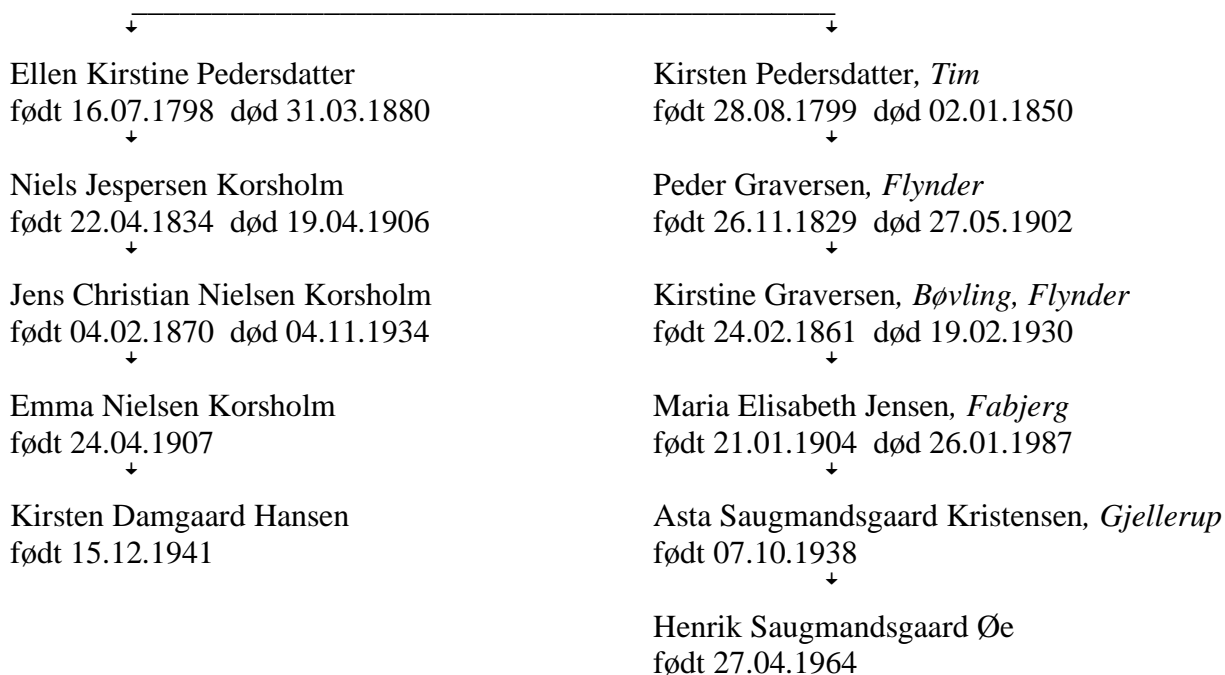 Ellen Kirstine Pedersdatter
født 16.07.1798 død 31.03.1880
Niels Jespersen Korsholm
født 22.04.1834 død 19.04.1906
Jens Christian Nielsen Korsholm
født 04.02.1870 død 04.11.1934
Emma Nielsen Korsholm
født 24.04.1907
Kirsten Damgaard Hansen
født 15.12.1941
Kirsten Pedersdatter, Tim
født 28.08.1799 død 02.01.1850
Peder Graversen, Flynder
født 26.11.1829 død 27.05.1902
Kirstine Graversen, Bøvling, Flynder
født 24.02.1861 død 19.02.1930
Maria Elisabeth Jensen, Fabjerg
født 21.01.1904 død 26.01.1987
Asta Saugmandsgaard Kristensen, Gjellerup
født 07.10.1938
Henrik Saugmandsgaard Øe
født 27.04.1964